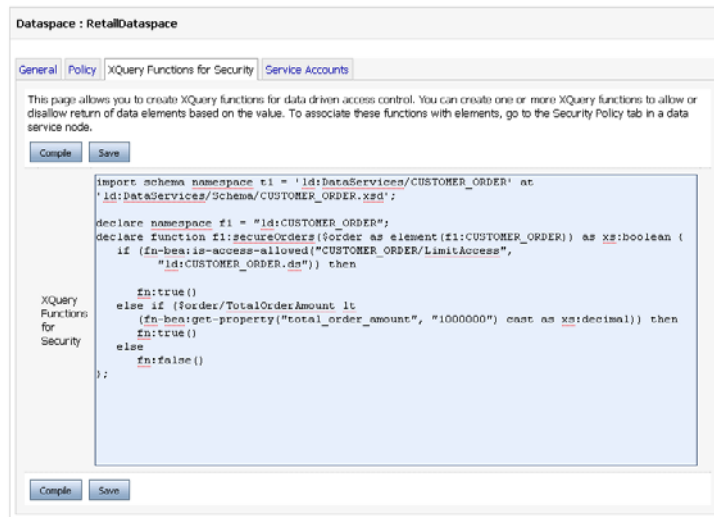 Dataspace : RetailDataspace
General Policy XQuery Functions for Security Service Accounts
This page allows you to create XQuery functions for data driven access control. You can create one or more XQuery functions to allow or
disallow return of data elements based on the value. To associate these functions with elements, go to the Security Policy tab in a data
service node.
Compile Save
import schema namespace t1 = 'ld:DataServices/CUSTOMER_ORDER' at
'ld:DataServices/Schema/CUSTOMER_ORDER.xsd';
declare namespace f1 = "ld:CUSTOMER_ORDER";
declare function f1:secureOrders($order as element(f1:CUSTOMER_ORDER)) as xs:boolean {
if (fn-bea:is-access-allowed("CUSTOMER_ORDER/LimitAccess",
"ld:CUSTOMER_ORDER.ds")) then
fn:true()
else if ($order/TotalOrderAmount lt
(fn-bea:get-property("total_order_amount", "1000000") cast as xs:decimal)) then
fn:true()
else
fn:false()
};
XQuery
Functions
for
Security
Compile Save